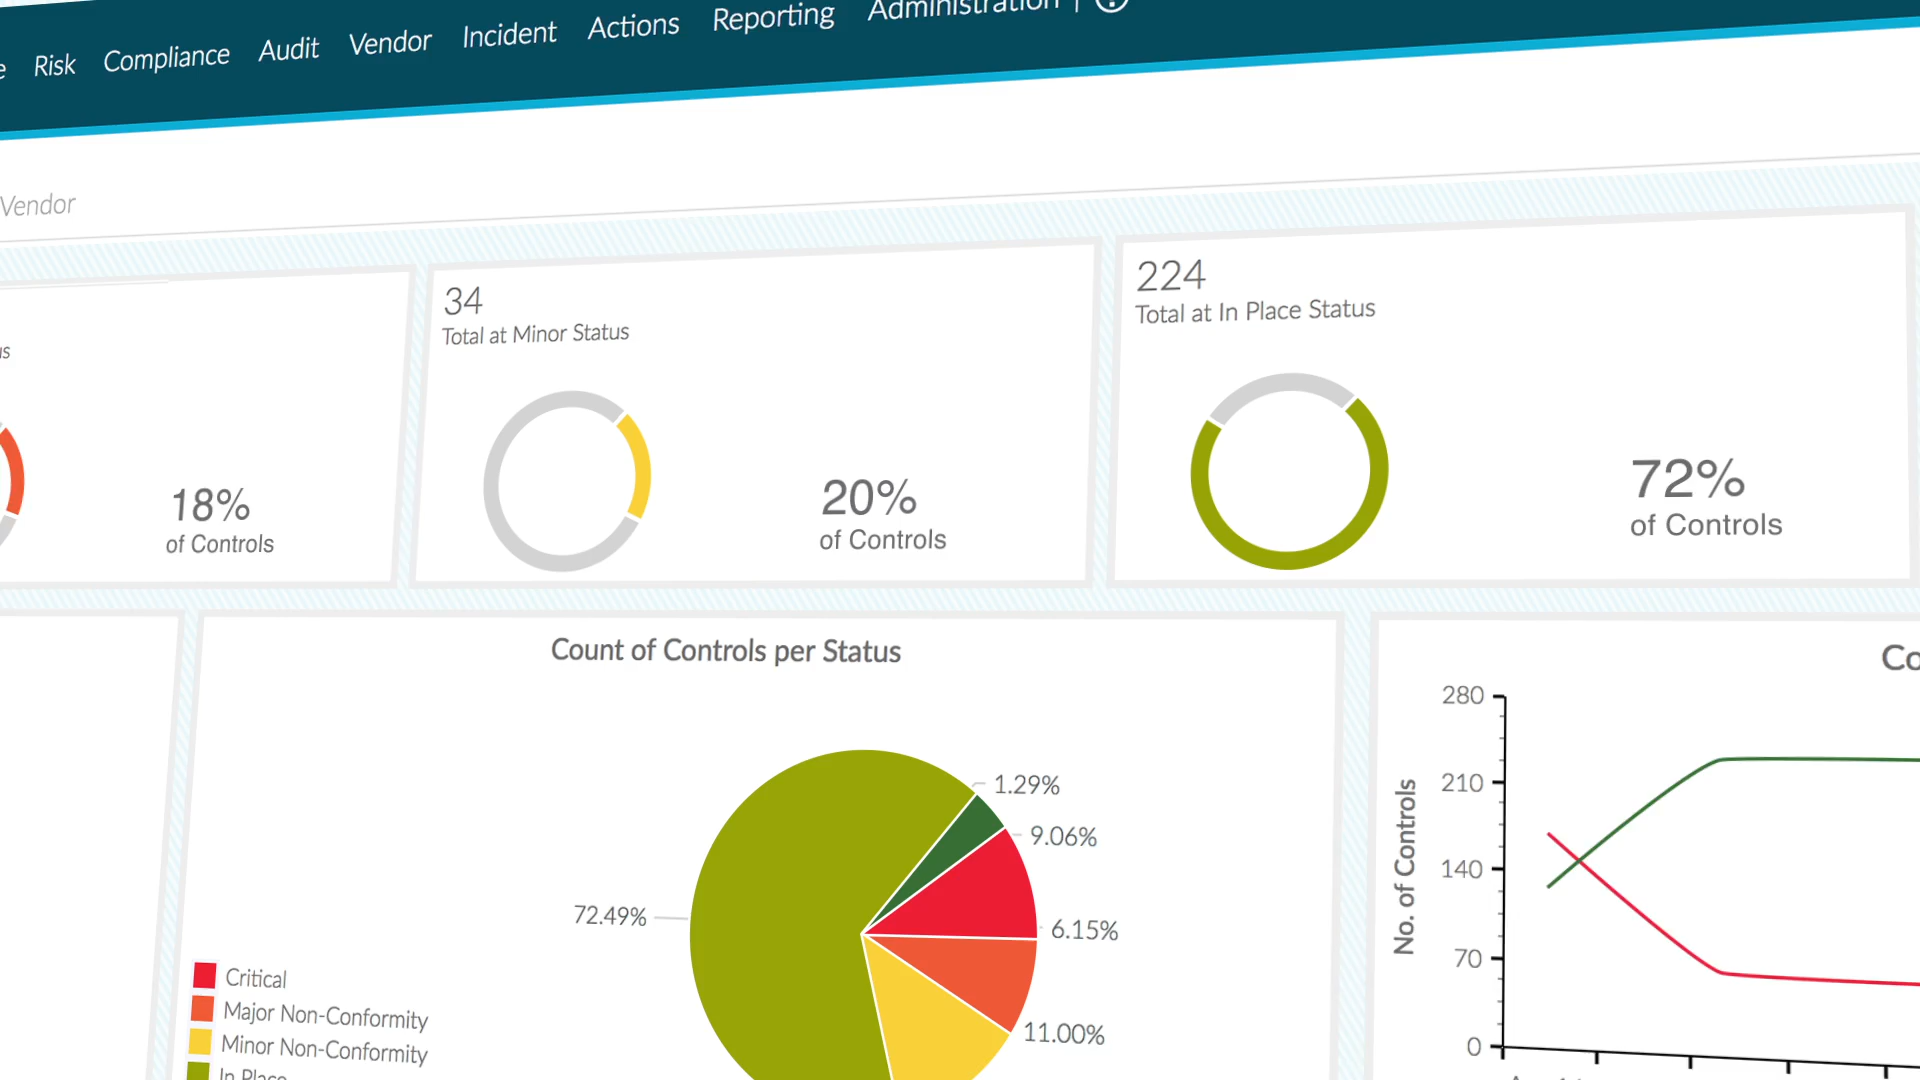 Risk Compliance Audit Vendor Incident Actions Reporting Administration |
Vendor
34
Total at Minor Status
224
Total at In Place Status
18%
of Controls
20%
of Controls
72%
of Controls
Count of Controls per Status
1.29%
9.06%
72.49%
6.15%
11.00%
Critical
Major Non-Conformity
Minor Non-Conformity
In Place
Co
280
210
140
70
0
No. of Controls